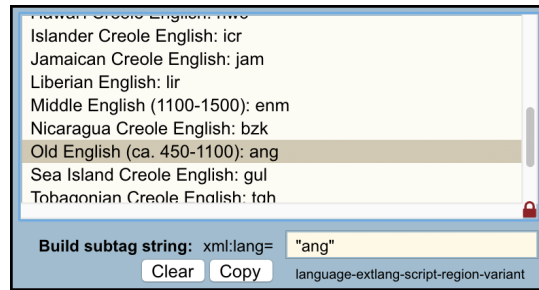 Islander Creole English: icr
Jamaican Creole English: jam
Liberian English: lir
Middle English (1100-1500): enm
Nicaragua Creole English: bzk
Old English (ca. 450-1100): ang
Sea Island Creole English: gul
Tobagonian Creole English: tgh
Build subtag string: xml:lang= "ang"
Clear Copy language-extlang-script-region-variant